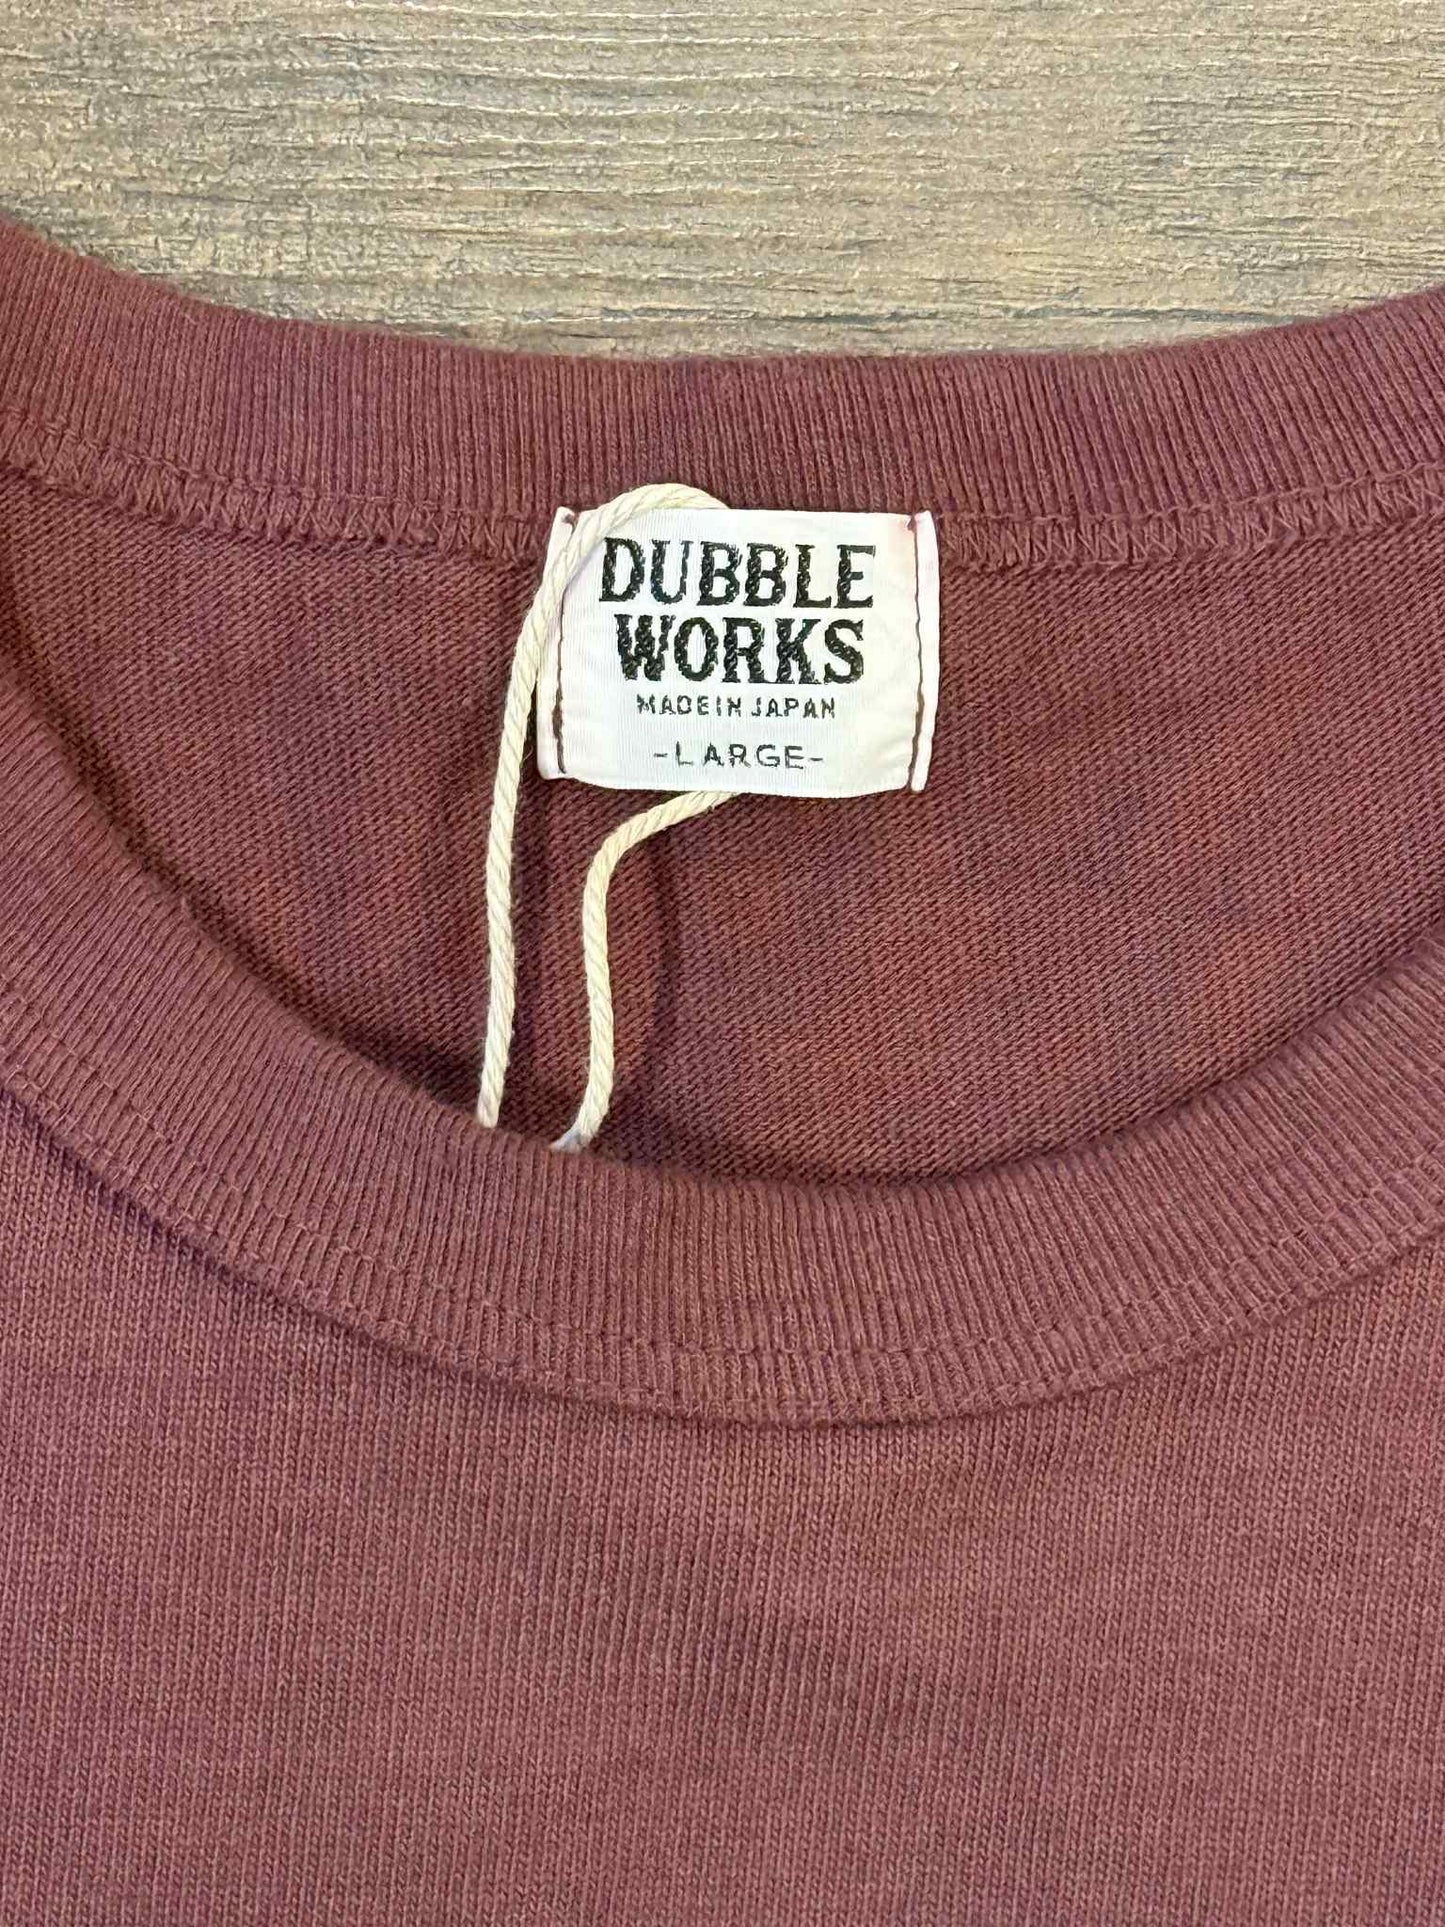 DUBBLE
WORKS
MADE IN JAPAN
-LARGE-